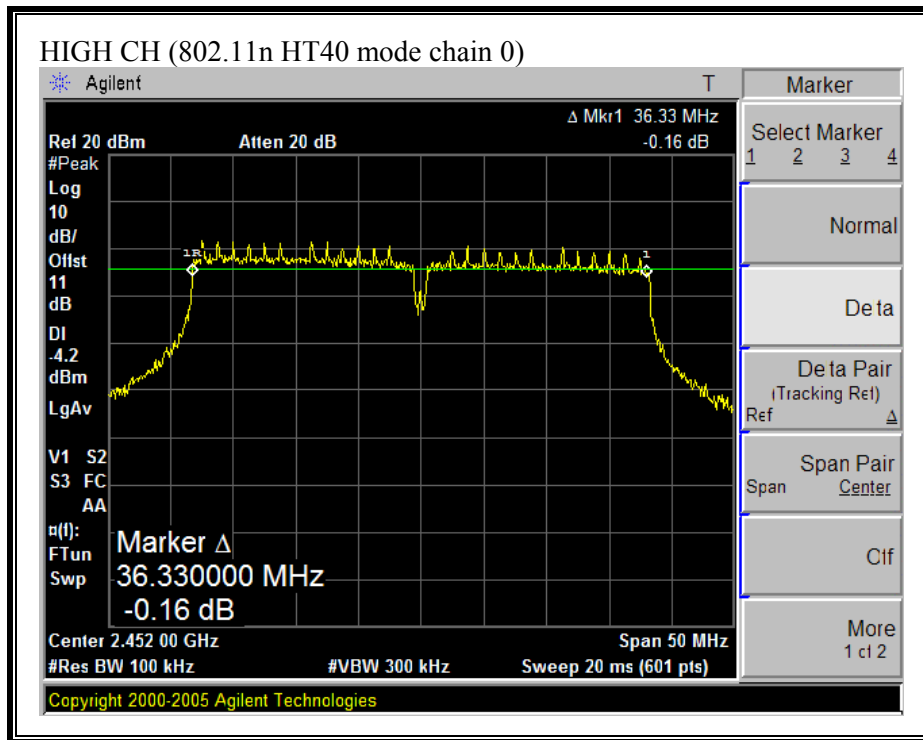 HIGH CH (802.11n HT40 mode chain 0)
Agilent T
Δ Mkr1 36.33 MHz
Ref 20 dBm Atten 20 dB -0.16 dB
#Peak
Log
10
dB/
Offst
11
dB
DI
-4.2
dBm
LgAv
V1 S2
S3 FC
AA
¤(f):
FTun
Swp
1R
1
Marker Δ
36.330000 MHz
-0.16 dB
Center 2.452 00 GHz Span 50 MHz
#Res BW 100 kHz #VBW 300 kHz Sweep 20 ms (601 pts)
Copyright 2000-2005 Agilent Technologies
Marker
Select Marker
1 2 3 4
Normal
Delta
Delta Pair
(Tracking Ref)
Ref Δ
Span Pair
Span Center
Off
More
1 of 2